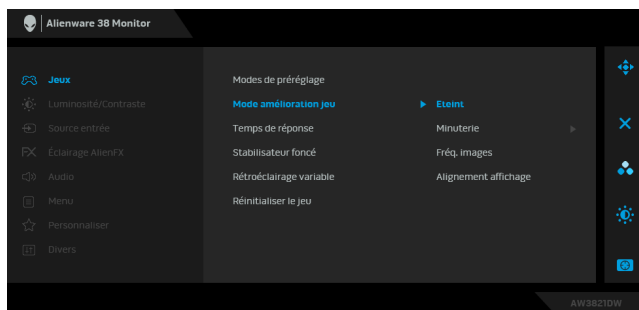 Alienware 38 Monitor
Jeux
Modes de préréglage
Luminosité/Contraste
Mode amélioration jeu
Eteint
Source entrée
Temps de réponse
Minuterie
FX Éclairage AlienFX
Stabilisateur foncé
Fréq. images
Audio
Rétroéclairage variable
Alignement affichage
Menu
Réinitialiser le jeu
Personnaliser
Divers
AW3821DW